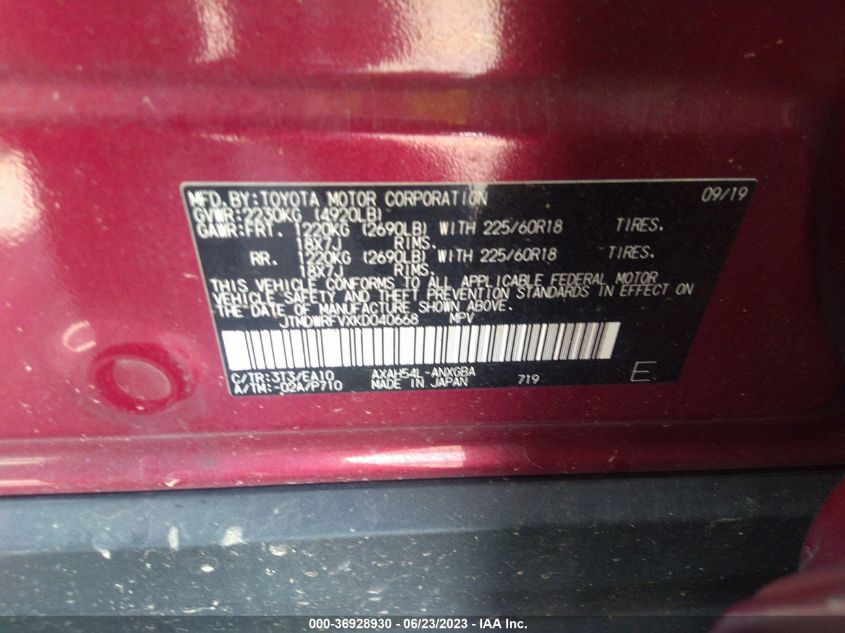 MFD.BY:TOYOTA MOTOR CORPORATION 09/19
GVWR:2230KG (4920LB)
GAWR:FRT. 1220KG (2690LB) WITH 225/60R18 TIRES.
18X7J RIMS.
RR. 1220KG (2690LB) WITH 225/60R18 TIRES.
18X7J RIMS.
THIS VEHICLE CONFORMS TO ALL APPLICABLE FEDERAL MOTOR
VEHICLE SAFETY AND THEFT PREVENTION STANDARDS IN EFFECT ON
THE DATE OF MANUFACTURE SHOWN ABOVE.
JTMDWRFVXKD040668 MPV
C/TR:3T3/EA10 AXAH54L-ANXGBA
A/TM:-02A/P710 MADE IN JAPAN 719 E
000-36928930 - 06/23/2023 - © IAA Inc.